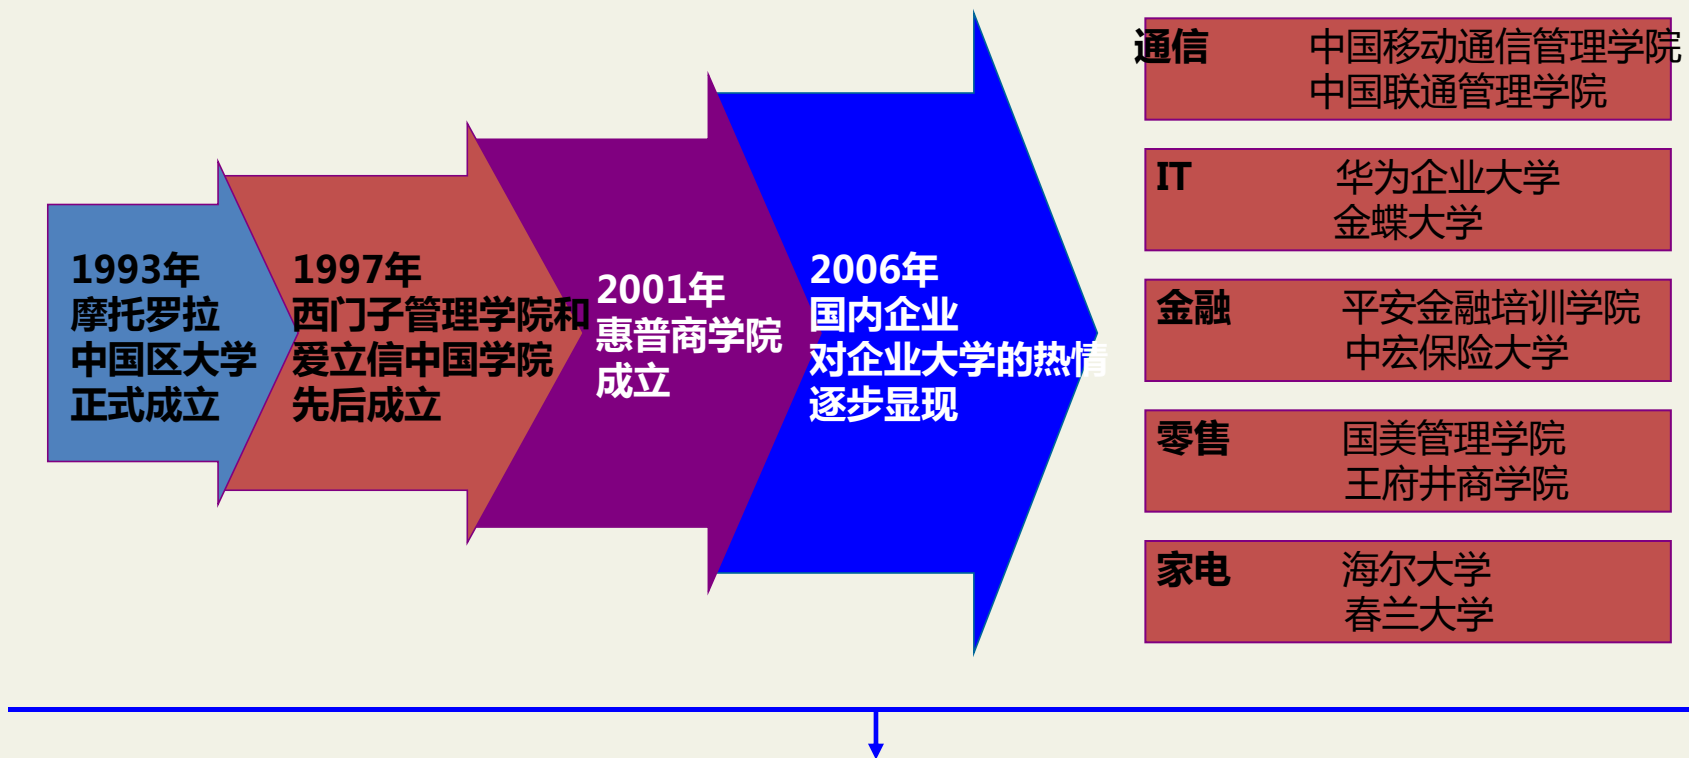 1993年
摩托罗拉
中国区大学
正式成立
1997年
西门子管理学院和
爱立信中国学院
先后成立
2001年
惠普商学院
成立
2006年
国内企业
对企业大学的热情
逐步显现
通信 中国移动通信管理学院
中国联通管理学院
IT 华为企业大学
金蝶大学
金融 平安金融培训学院
中宏保险大学
零售 国美管理学院
王府井商学院
家电 海尔大学
春兰大学